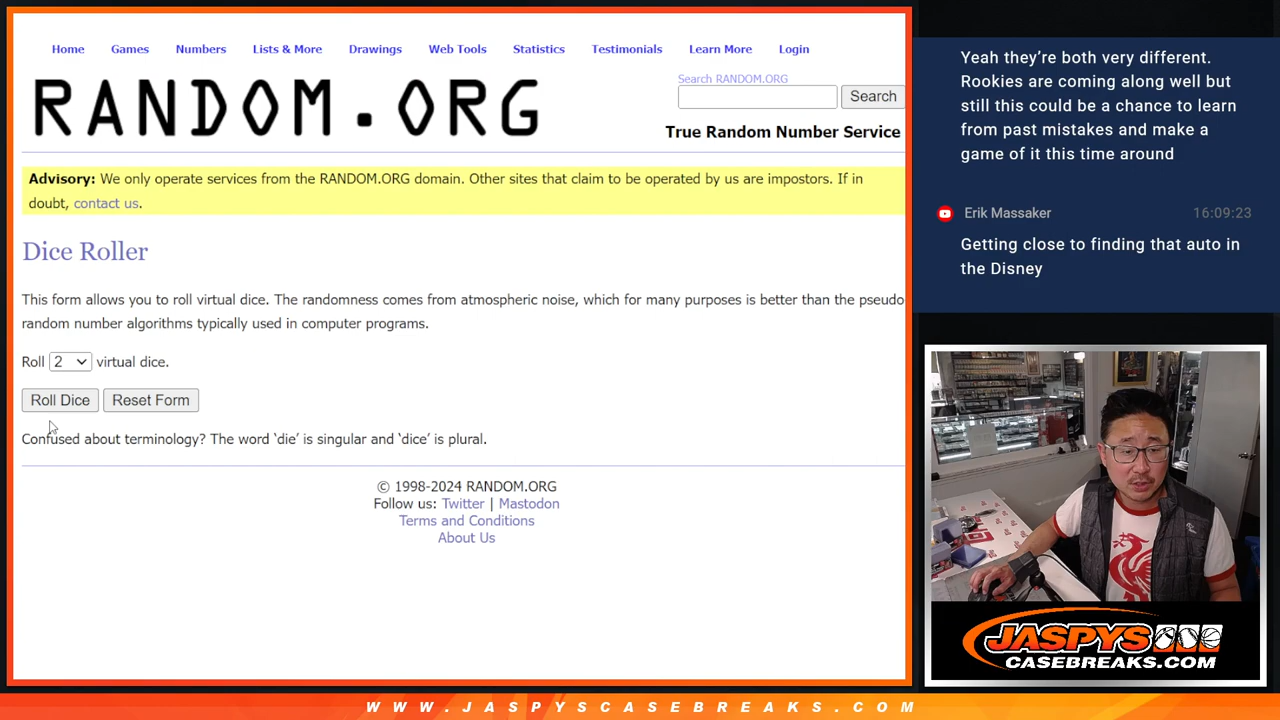 Home Games Numbers Lists & More Drawings Web Tools Statistics Testimonials Learn More Login
RANDOM.ORG
Search RANDOM.ORG
Search
True Random Number Service
Advisory: We only operate services from the RANDOM.ORG domain. Other sites that claim to be operated by us are impostors. If in
doubt, contact us.
Dice Roller
This form allows you to roll virtual dice. The randomness comes from atmospheric noise, which for many purposes is better than the pseudo
random number algorithms typically used in computer programs.
Roll 2 virtual dice.
Roll Dice Reset Form
Confused about terminology? The word ‘die’ is singular and ‘dice’ is plural.
© 1998-2024 RANDOM.ORG
Follow us: Twitter | Mastodon
Terms and Conditions
About Us
Yeah they’re both very different.
Rookies are coming along well but
still this could be a chance to learn
from past mistakes and make a
game of it this time around
Erik Massaker 16:09:23
Getting close to finding that auto in
the Disney
JASPYS
CASEBREAKS.COM
WWW.JASPYSCASEBREAKS.COM